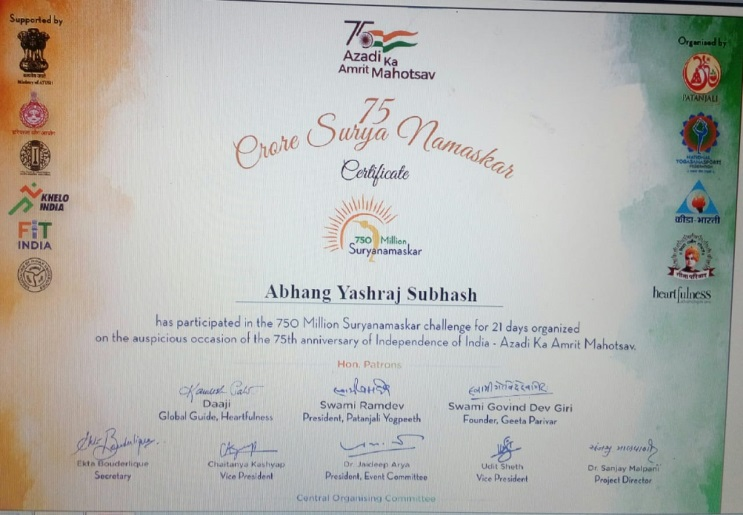 Supported by
KHELO
INDIA
FIT
INDIA
75
Azadi Ka
Amrit Mahotsav
75
Crore Surya Namaskar
Certificate
750 Million
Suryanamaskar
Organised by
PATANJALI
क्रीडा-भारती
गीता परिवार
heartfulness
Abhang Yashraj Subhash
has participated in the 750 Million Suryanamaskar challenge for 21 days organized
on the auspicious occasion of the 75th anniversary of Independence of India - Azadi Ka Amrit Mahotsav.
Hon. Patrons
Daaji
Global Guide, Heartfulness
Swami Ramdev
President, Patanjali Yogpeeth
Swami Govind Dev Giri
Founder, Geeta Parivar
Ekta Bouderlique
Secretary
Chaitanya Kashyap
Vice President
Dr. Jaideep Arya
President, Event Committee
Udit Sheth
Vice President
Dr. Sanjay Malpani
Project Director
Central Organising Committee